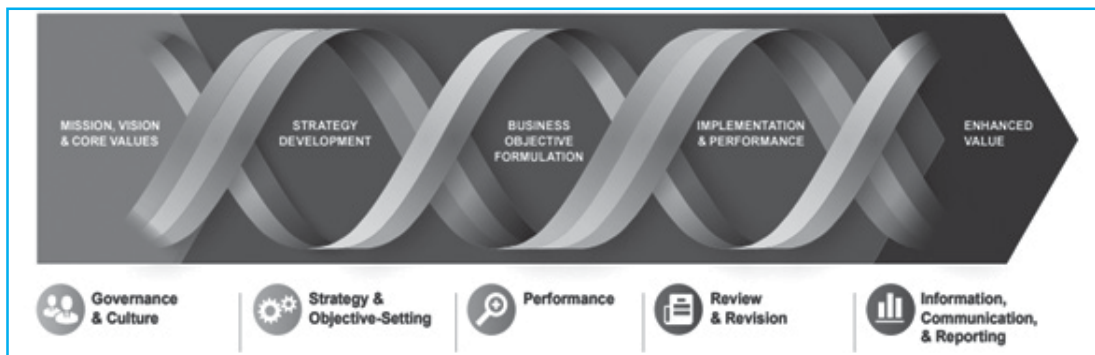 MISSION, VISION
& CORE VALUES
STRATEGY
DEVELOPMENT
BUSINESS
OBJECTIVE
FORMULATION
IMPLEMENTATION
& PERFORMANCE
ENHANCED
VALUE
Governance
& Culture
Strategy &
Objective-Setting
Performance
Review
& Revision
Information,
Communication,
& Reporting